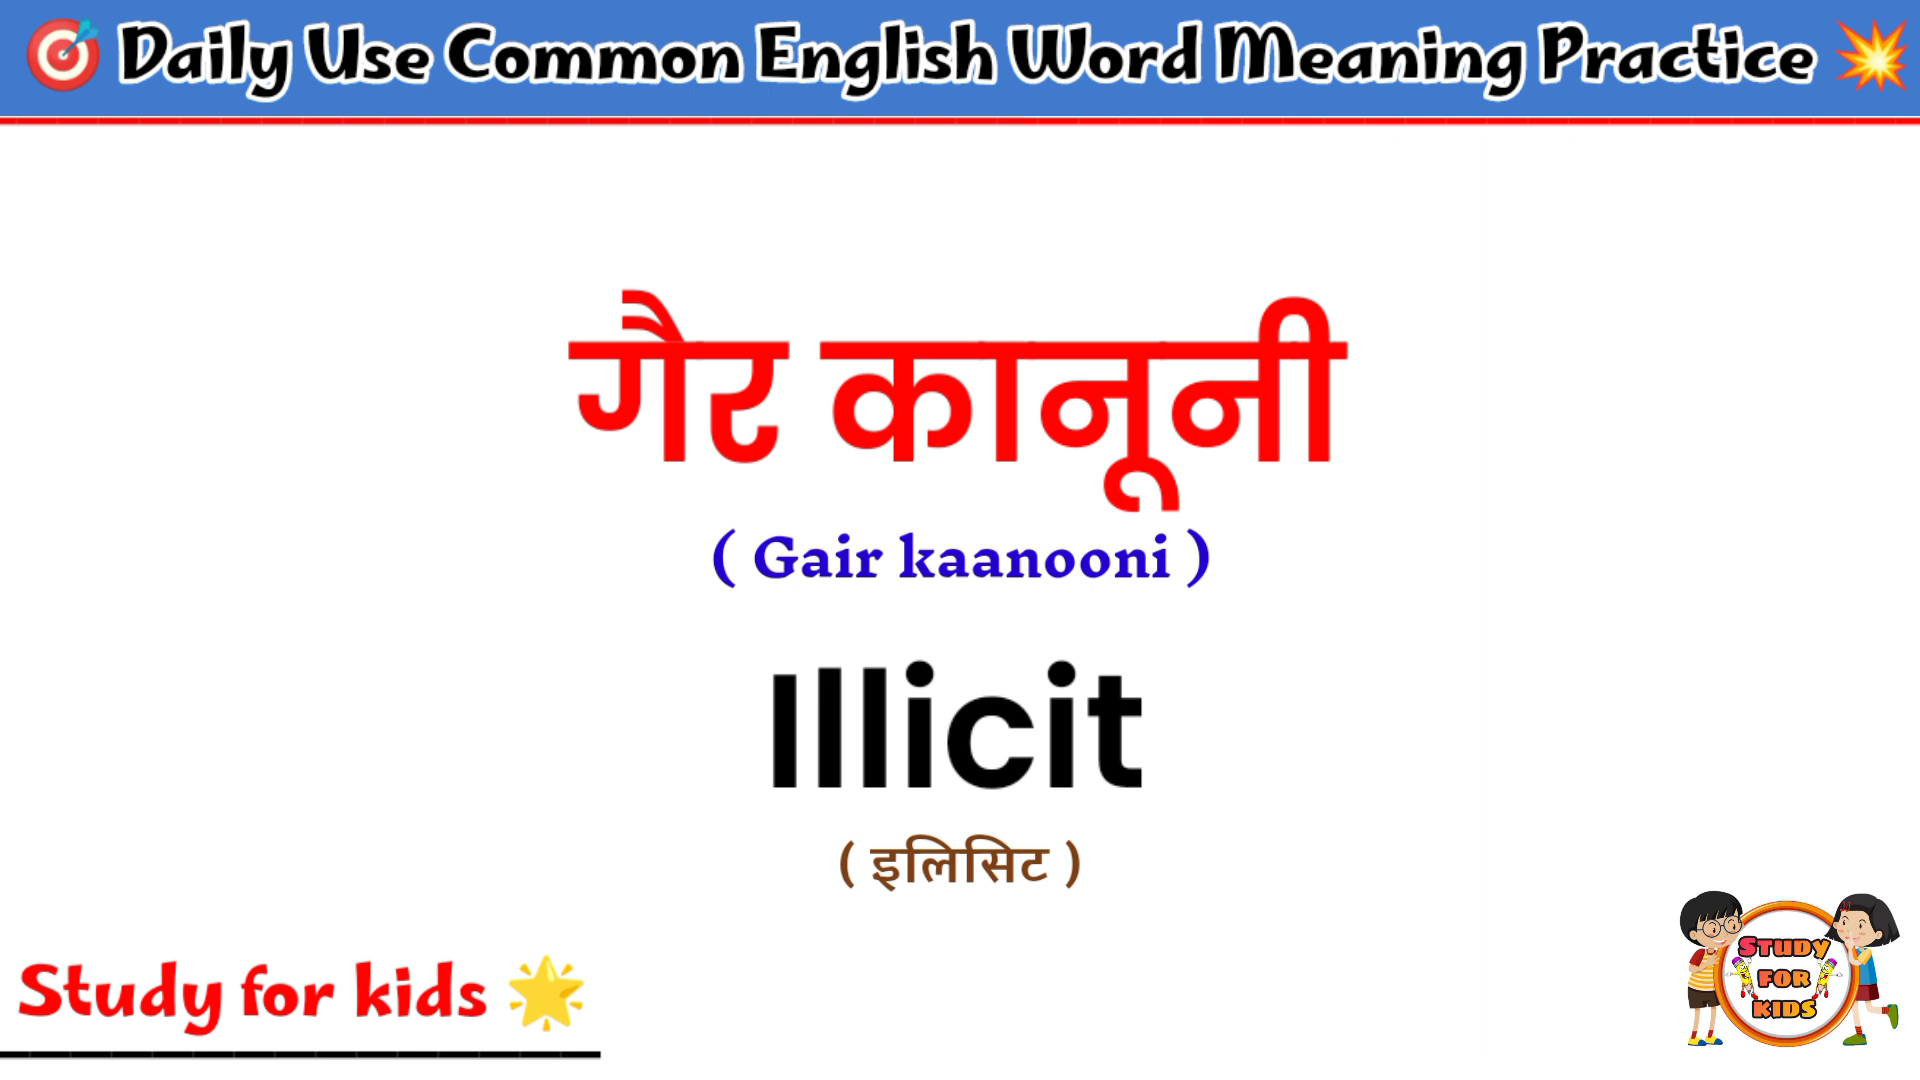 🎯 Daily Use Common English Word Meaning Practice 💥
गैर कानूनी
( Gair kaanooni )
Illicit
( इलिसिट )
Study for kids 🌟
STUDY
FOR
KIDS